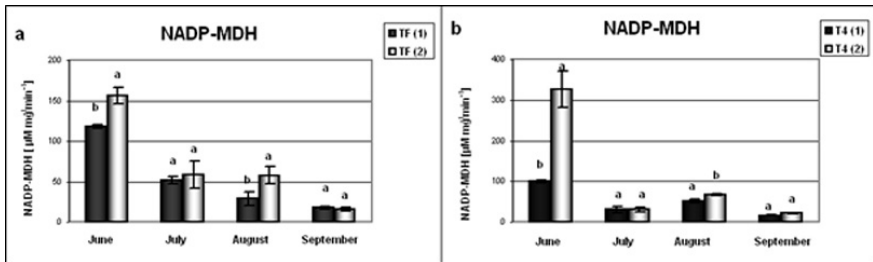 a
NADP-MDH
TF (1)
TF (2)
NADP-MDH [µM mg⁻¹min⁻¹]
200
150
100
50
0
b a
a a
b a
a a
June July August September
b
NADP-MDH
T4 (1)
T4 (2)
NADP-MDH [µM mg⁻¹min⁻¹]
400
300
200
100
0
b a
a a
a b
a a
June July August September